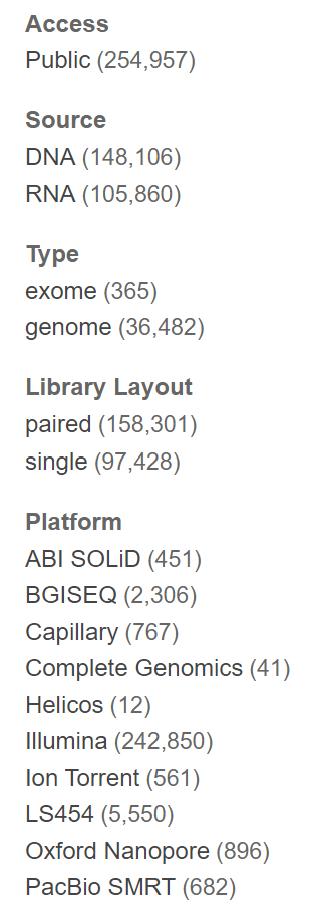 Access
Public (254,957)
Source
DNA (148,106)
RNA (105,860)
Type
exome (365)
genome (36,482)
Library Layout
paired (158,301)
single (97,428)
Platform
ABI SOLiD (451)
BGISEQ (2,306)
Capillary (767)
Complete Genomics (41)
Helicos (12)
Illumina (242,850)
Ion Torrent (561)
LS454 (5,550)
Oxford Nanopore (896)
PacBio SMRT (682)